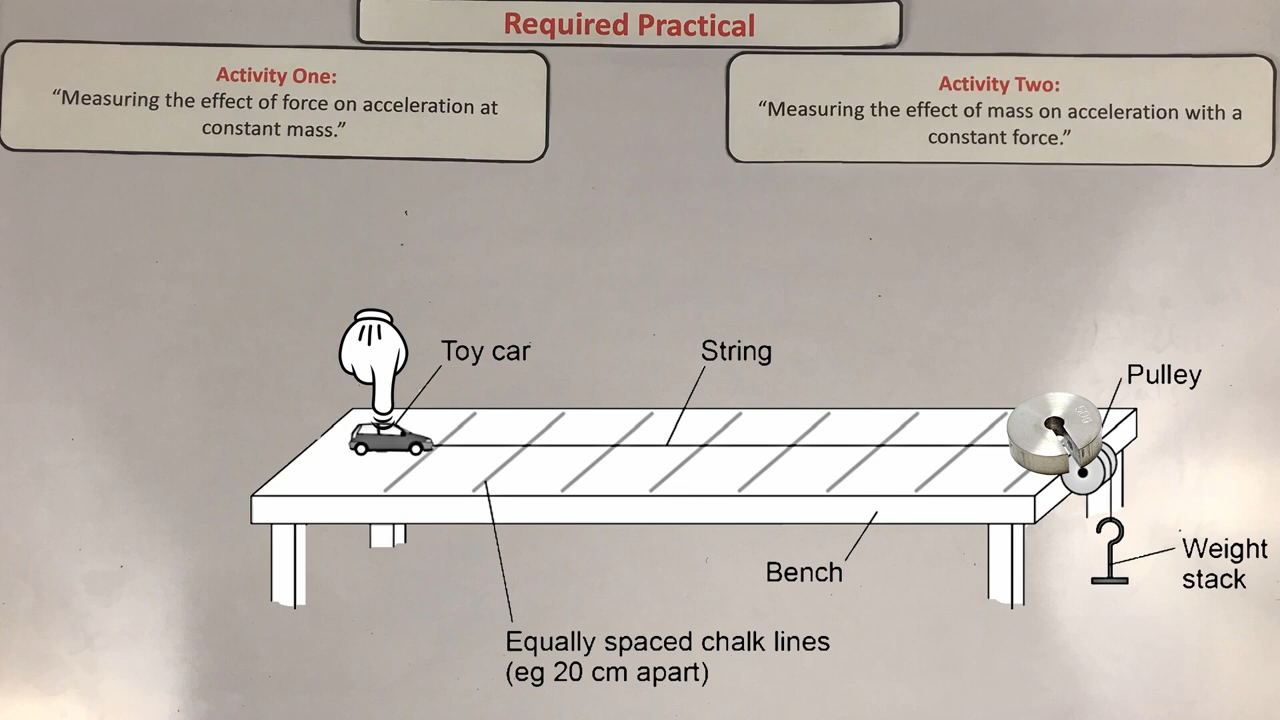 Required Practical
Activity One:
“Measuring the effect of force on acceleration at
constant mass.”
Activity Two:
“Measuring the effect of mass on acceleration with a
constant force.”
Toy car
String
Pulley
50g
Bench
Weight
stack
Equally spaced chalk lines
(eg 20 cm apart)